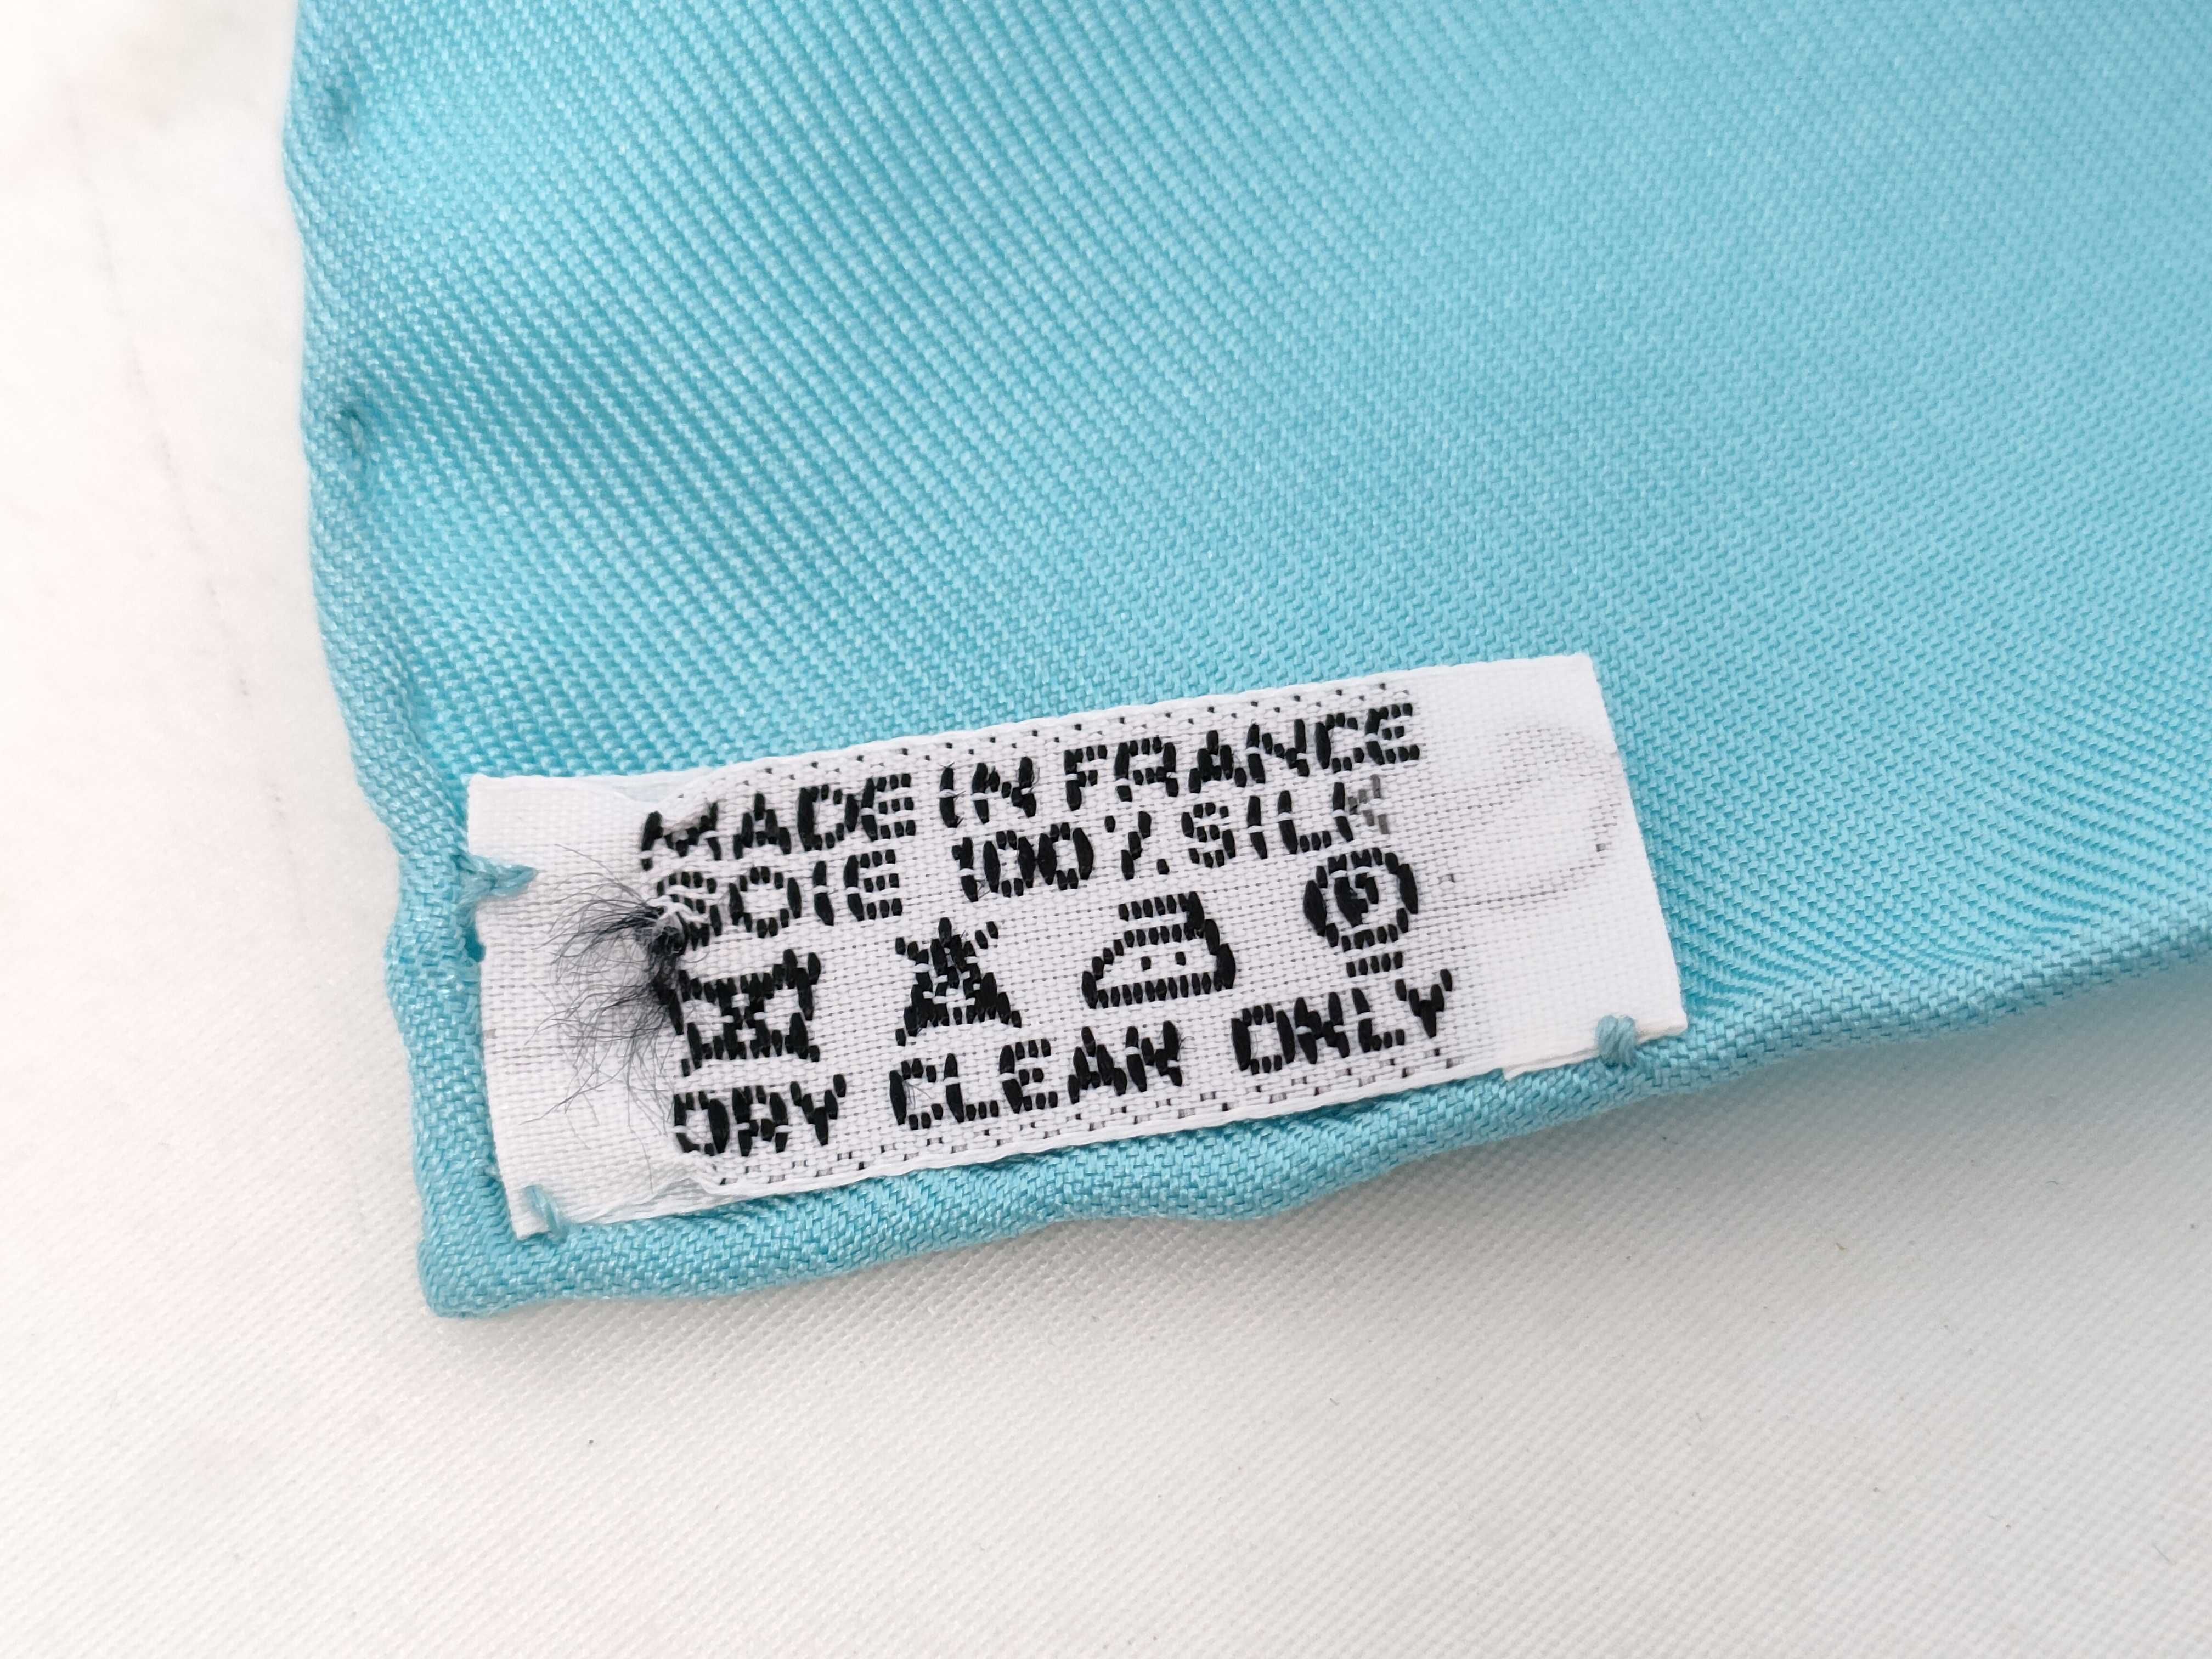 MADE IN FRANCE
SOIE 100% SILK
P
DRY CLEAN ONLY